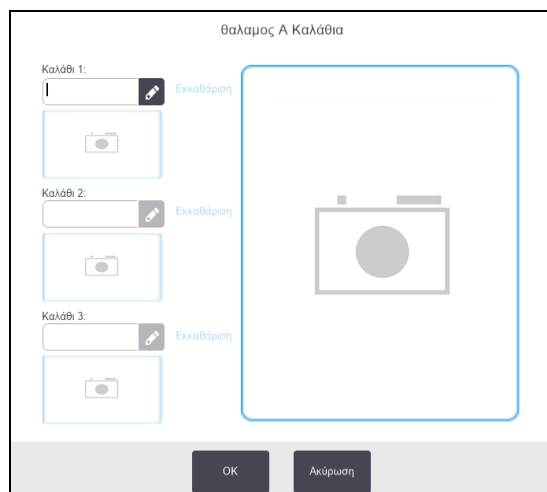 θαλαμος Α Καλάθια
Καλάθι 1:
Εκκαθάριση
Καλάθι 2:
Εκκαθάριση
Καλάθι 3:
Εκκαθάριση
OK
Ακύρωση